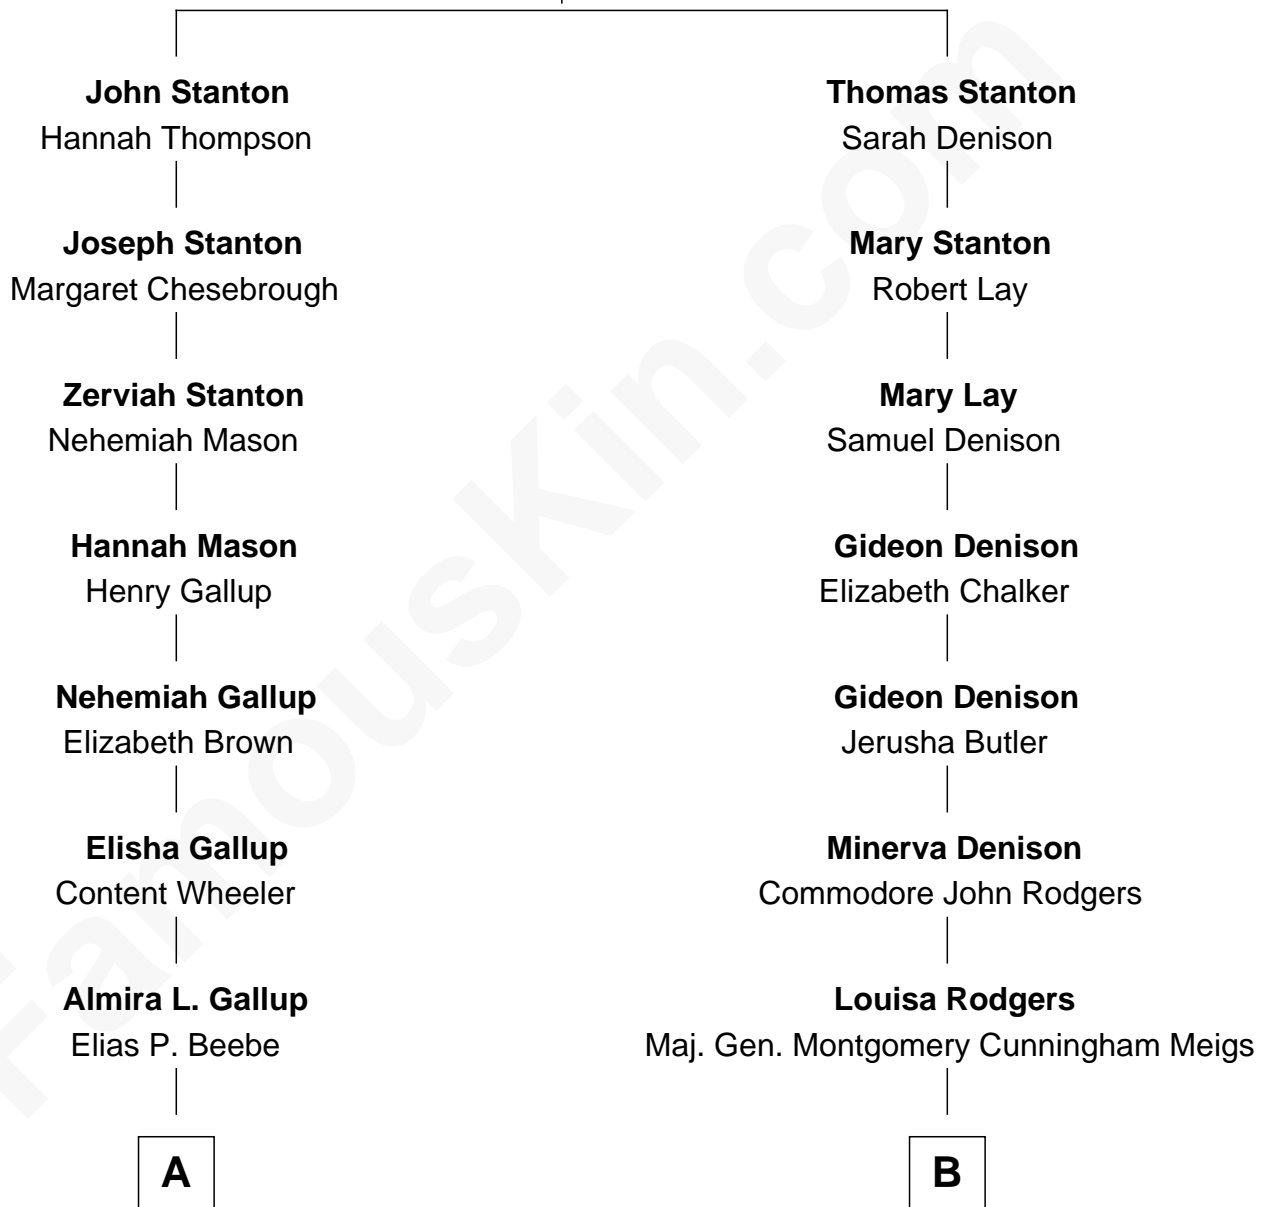 John Stanton
Hannah Thompson
Joseph Stanton
Margaret Chesebrough
Zerviah Stanton
Nehemiah Mason
Hannah Mason
Henry Gallup
Nehemiah Gallup
Elizabeth Brown
Elisha Gallup
Content Wheeler
Almira L. Gallup
Elias P. Beebe
A
Thomas Stanton
Sarah Denison
Mary Stanton
Robert Lay
Mary Lay
Samuel Denison
Gideon Denison
Elizabeth Chalker
Gideon Denison
Jerusha Butler
Minerva Denison
Commodore John Rodgers
Louisa Rodgers
Maj. Gen. Montgomery Cunningham Meigs
B
FamousKin.com